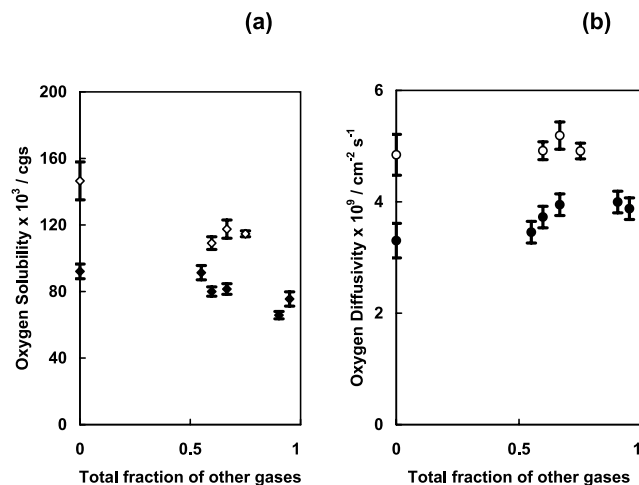 (a)
Oxygen Solubility x 10³ / cgs
200
160
120
80
40
0
0 0.5 1
Total fraction of other gases
(b)
Oxygen Diffusivity x 10⁹ / cm⁻² s⁻¹
6
4
2
0
0 0.5 1
Total fraction of other gases